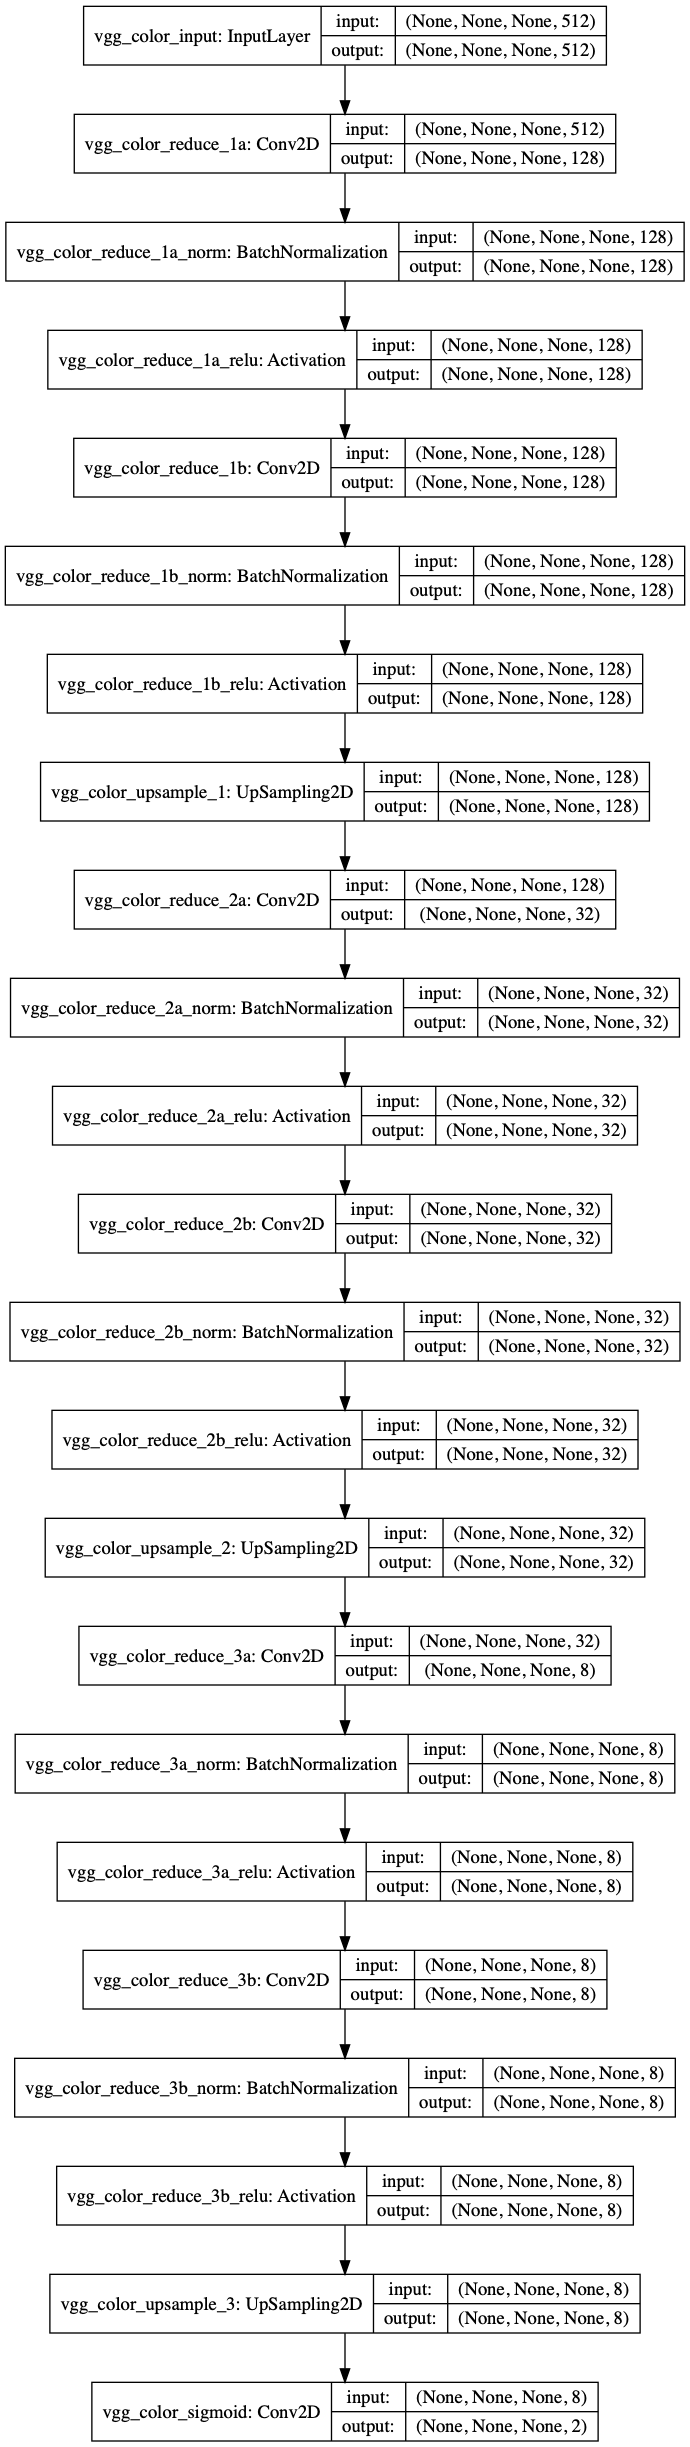 vgg_color_input: InputLayer
input:
(None, None, None, 512)
output:
(None, None, None, 512)
vgg_color_reduce_1a: Conv2D
input:
(None, None, None, 512)
output:
(None, None, None, 128)
vgg_color_reduce_1a_norm: BatchNormalization
input:
(None, None, None, 128)
output:
(None, None, None, 128)
vgg_color_reduce_1a_relu: Activation
input:
(None, None, None, 128)
output:
(None, None, None, 128)
vgg_color_reduce_1b: Conv2D
input:
(None, None, None, 128)
output:
(None, None, None, 128)
vgg_color_reduce_1b_norm: BatchNormalization
input:
(None, None, None, 128)
output:
(None, None, None, 128)
vgg_color_reduce_1b_relu: Activation
input:
(None, None, None, 128)
output:
(None, None, None, 128)
vgg_color_upsample_1: UpSampling2D
input:
(None, None, None, 128)
output:
(None, None, None, 128)
vgg_color_reduce_2a: Conv2D
input:
(None, None, None, 128)
output:
(None, None, None, 32)
vgg_color_reduce_2a_norm: BatchNormalization
input:
(None, None, None, 32)
output:
(None, None, None, 32)
vgg_color_reduce_2a_relu: Activation
input:
(None, None, None, 32)
output:
(None, None, None, 32)
vgg_color_reduce_2b: Conv2D
input:
(None, None, None, 32)
output:
(None, None, None, 32)
vgg_color_reduce_2b_norm: BatchNormalization
input:
(None, None, None, 32)
output:
(None, None, None, 32)
vgg_color_reduce_2b_relu: Activation
input:
(None, None, None, 32)
output:
(None, None, None, 32)
vgg_color_upsample_2: UpSampling2D
input:
(None, None, None, 32)
output:
(None, None, None, 32)
vgg_color_reduce_3a: Conv2D
input:
(None, None, None, 32)
output:
(None, None, None, 8)
vgg_color_reduce_3a_norm: BatchNormalization
input:
(None, None, None, 8)
output:
(None, None, None, 8)
vgg_color_reduce_3a_relu: Activation
input:
(None, None, None, 8)
output:
(None, None, None, 8)
vgg_color_reduce_3b: Conv2D
input:
(None, None, None, 8)
output:
(None, None, None, 8)
vgg_color_reduce_3b_norm: BatchNormalization
input:
(None, None, None, 8)
output:
(None, None, None, 8)
vgg_color_reduce_3b_relu: Activation
input:
(None, None, None, 8)
output:
(None, None, None, 8)
vgg_color_upsample_3: UpSampling2D
input:
(None, None, None, 8)
output:
(None, None, None, 8)
vgg_color_sigmoid: Conv2D
input:
(None, None, None, 8)
output:
(None, None, None, 2)